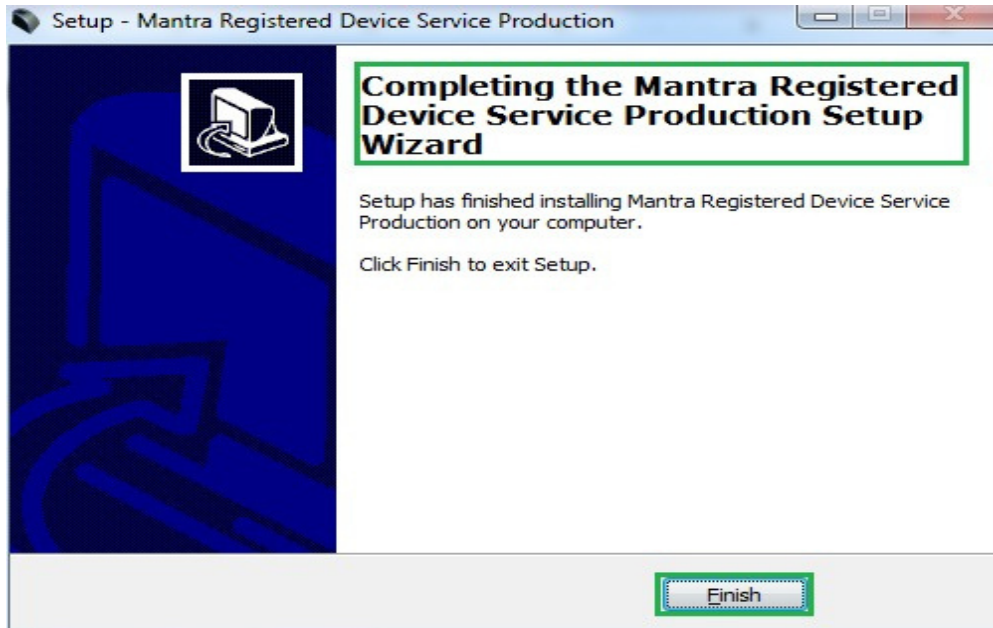 Setup - Mantra Registered Device Service Production
Completing the Mantra Registered
Device Service Production Setup
Wizard
Setup has finished installing Mantra Registered Device Service
Production on your computer.
Click Finish to exit Setup.
Finish